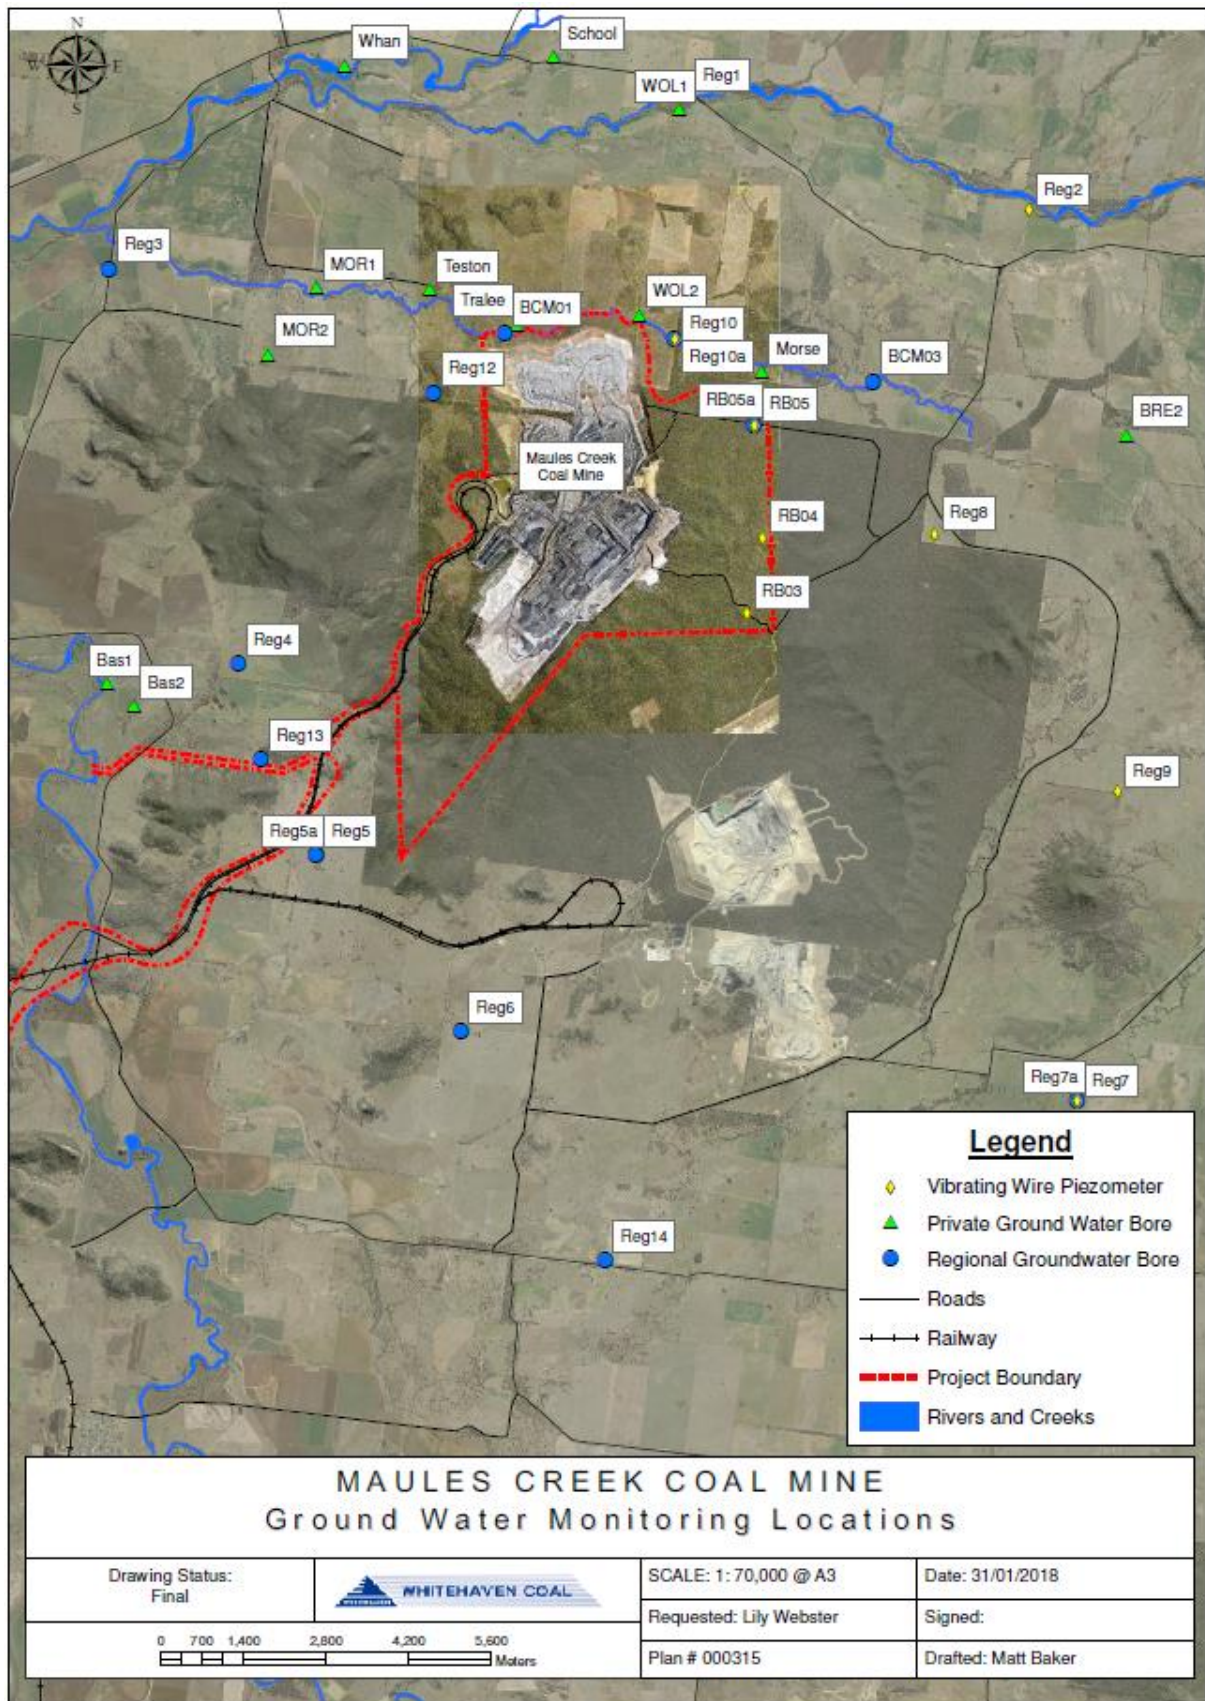 N
W
E
S
Whan
School
WOL1
Reg1
Reg2
Reg3
MOR1
Teston
Tralee
BCM01
WOL2
Reg10
MOR2
Reg12
Reg10a
Morse
BCM03
RB05a
RB05
BRE2
Maules Creek
Coal Mine
RB04
Reg8
RB03
Reg4
Bas1
Bas2
Reg13
Reg9
Reg5a
Reg5
Reg6
Reg7a
Reg7
Reg14
Legend
Vibrating Wire Piezometer
Private Ground Water Bore
Regional Groundwater Bore
Roads
Railway
Project Boundary
Rivers and Creeks
MAULES CREEK COAL MINE
Ground Water Monitoring Locations
Drawing Status:
Final
WHITEHAVEN COAL
SCALE: 1: 70,000 @ A3
Date: 31/01/2018
Requested: Lily Webster
Signed:
0 700 1,400 2,800 4,200 5,600
Meters
Plan # 000315
Drafted: Matt Baker